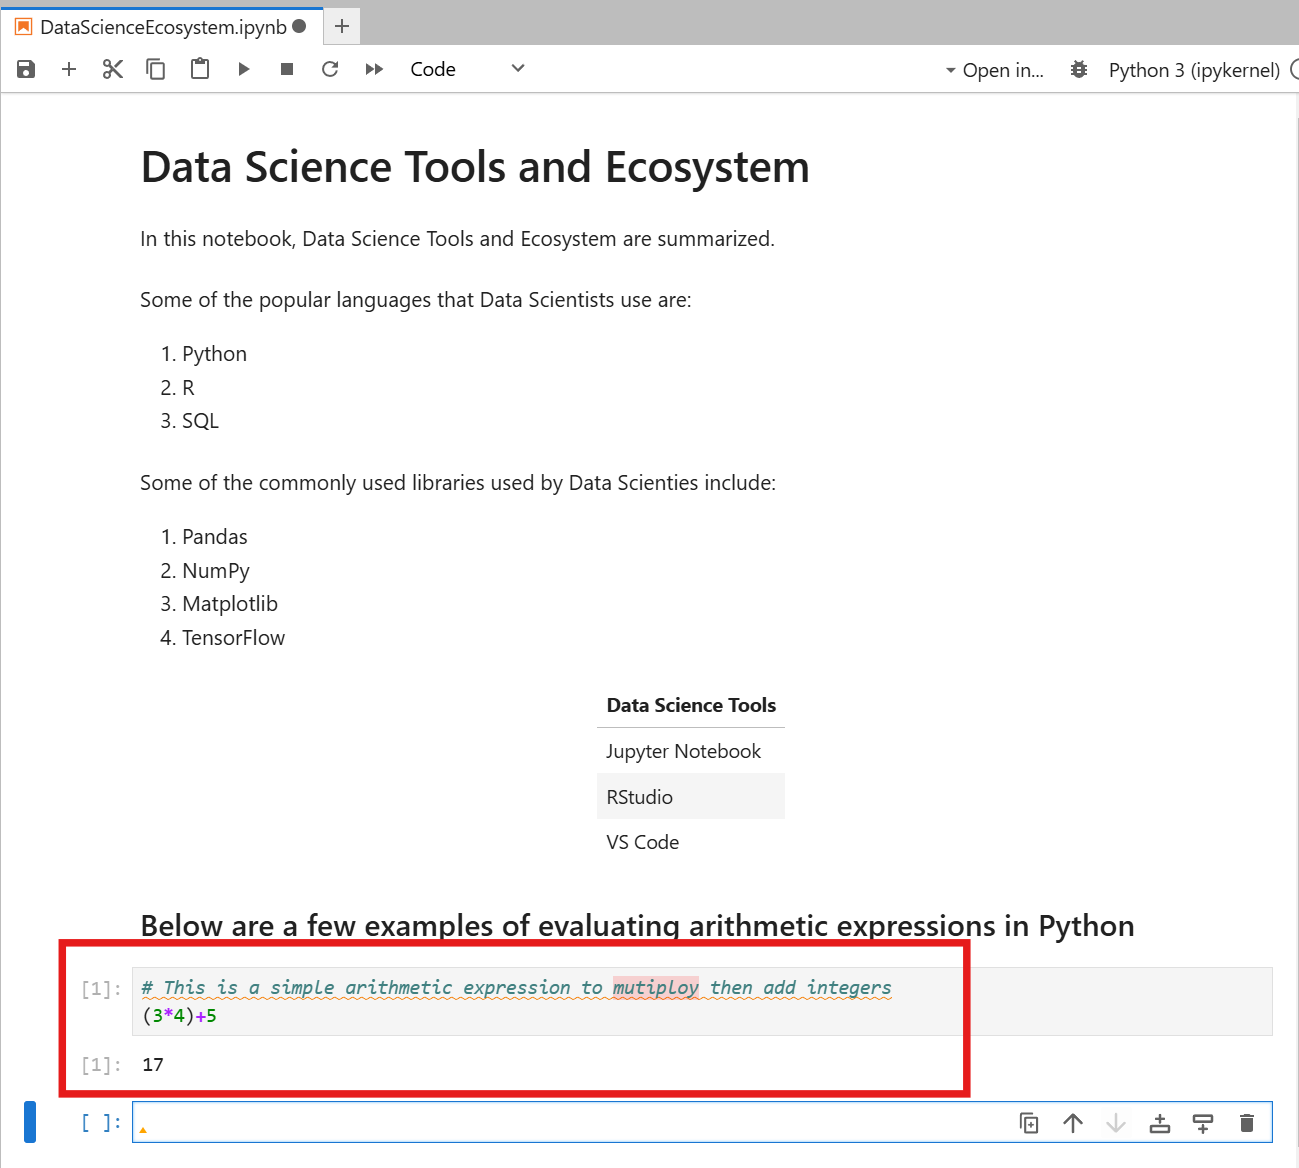 DataScienceEcosystem.ipynb
Code
Open in...
Python 3 (ipykernel)
Data Science Tools and Ecosystem
In this notebook, Data Science Tools and Ecosystem are summarized.
Some of the popular languages that Data Scientists use are:
1. Python
2. R
3. SQL
Some of the commonly used libraries used by Data Scienties include:
1. Pandas
2. NumPy
3. Matplotlib
4. TensorFlow
Data Science Tools
Jupyter Notebook
RStudio
VS Code
Below are a few examples of evaluating arithmetic expressions in Python
[1]: # This is a simple arithmetic expression to mutiploy then add integers
(3*4)+5
[1]: 17
[ ]: